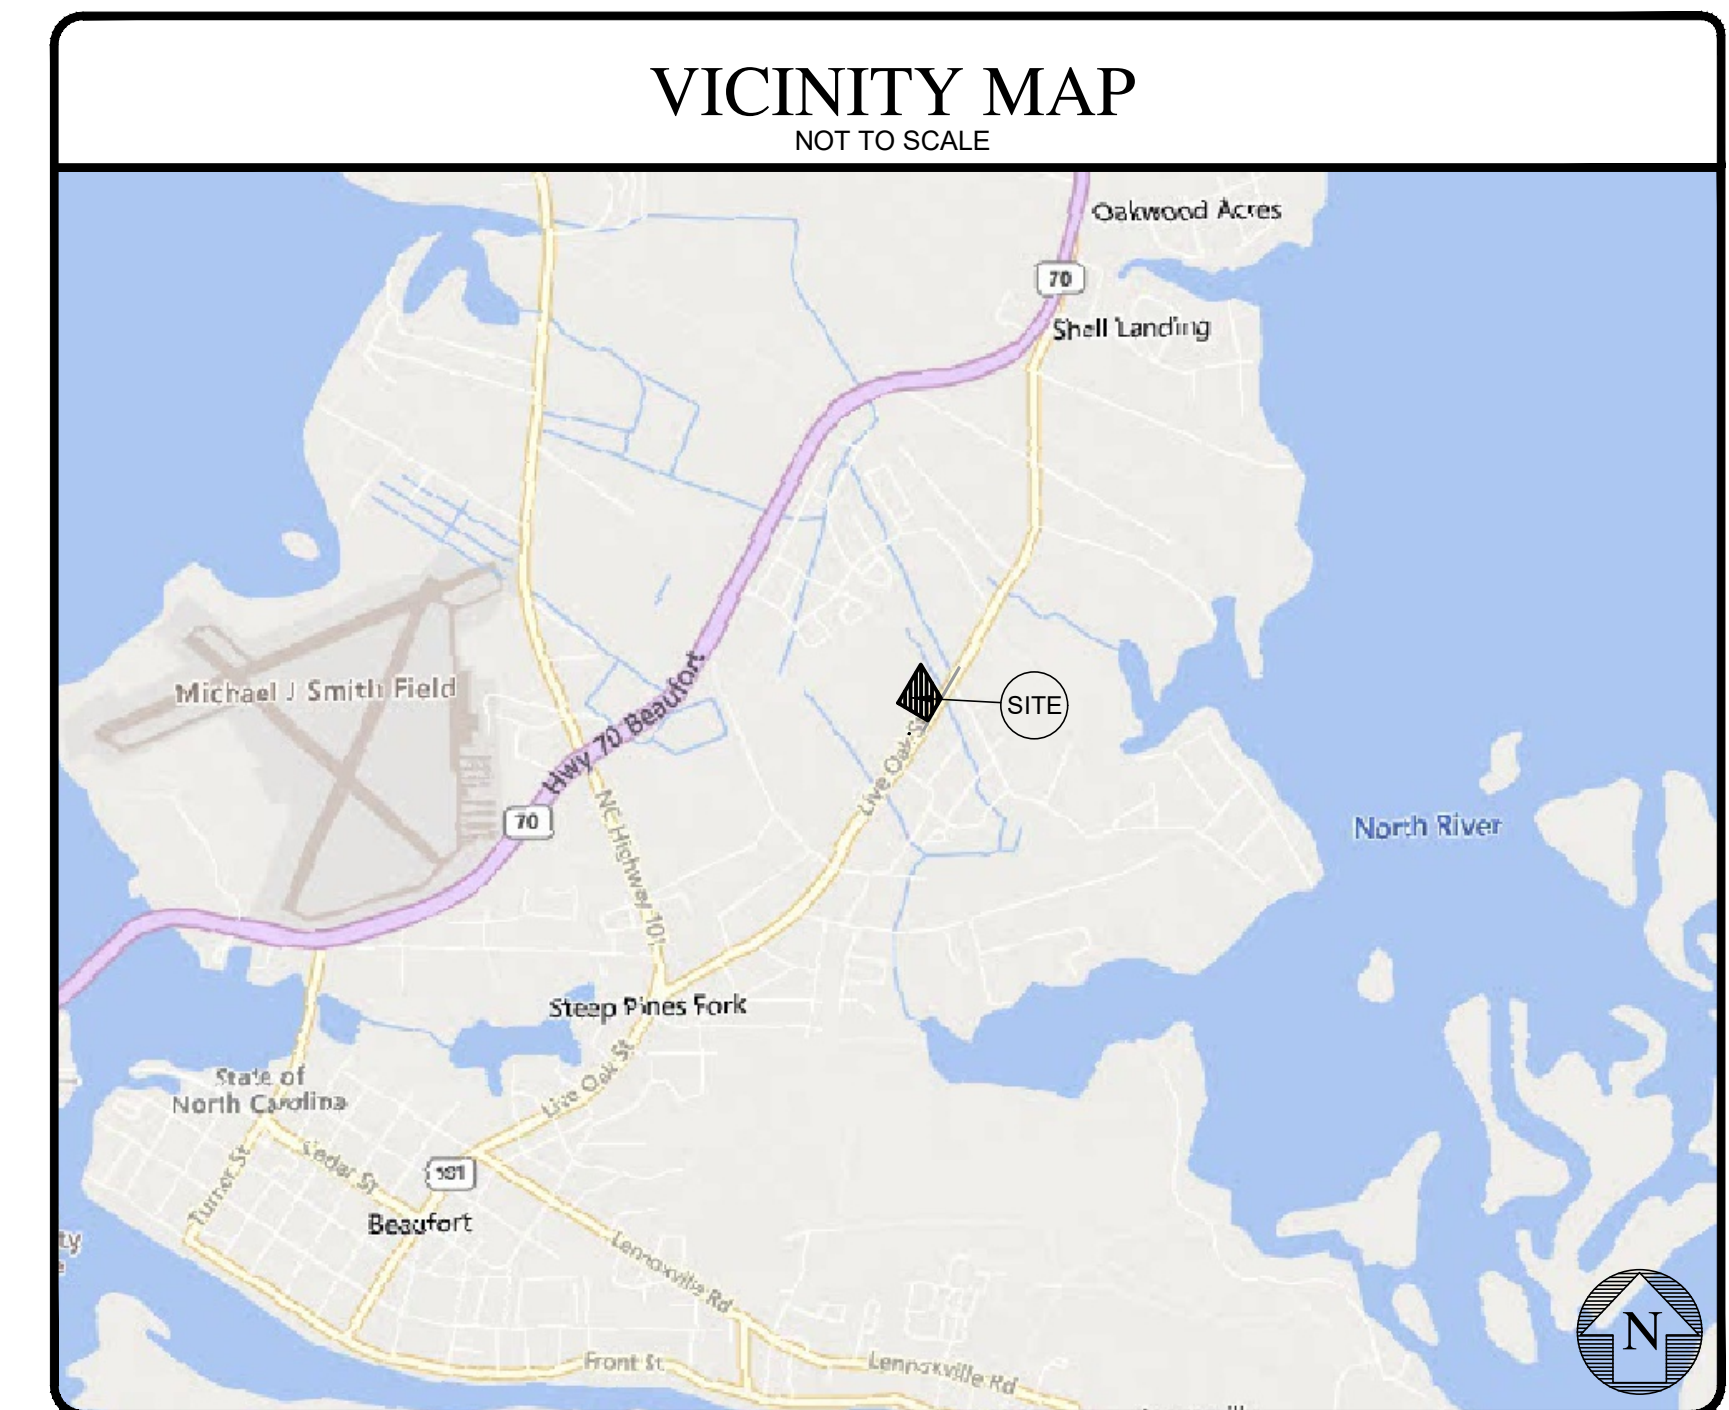 VICINITY MAP
NOT TO SCALE
Oakwood Acres
70
Shell Landing
Michael J Smith Field
Hwy 70 Beaufort
SITE
Live Oak St
70
NC Highway 101
North River
Steep Pines Fork
Live Oak St
State of
North Carolina
Turner St
Cedar St
Beaufort
Lennoxville Rd
ty
Front St
Lennoxville Rd
N